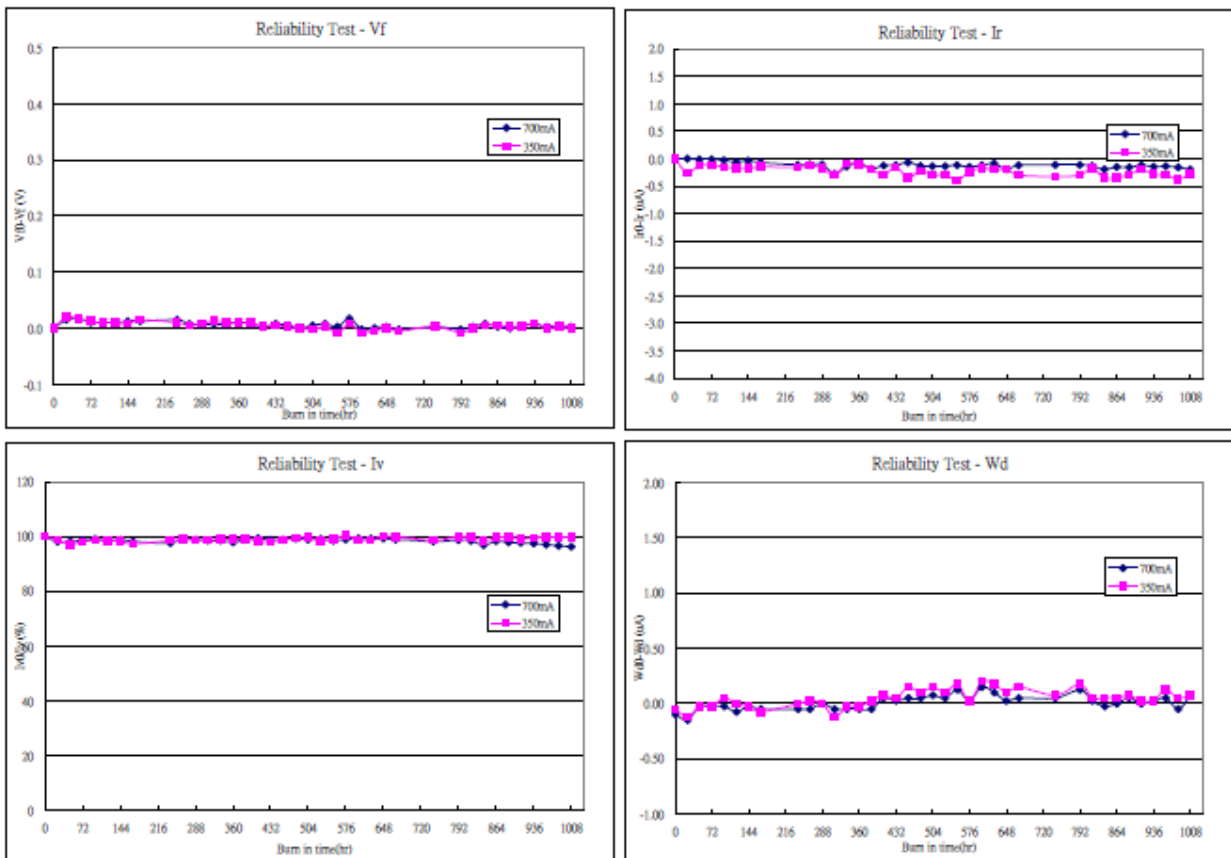 Reliability Test - Vf
0.5
0.4
0.3
0.2
0.1
0.0
-0.1
Vf0-Vf (V)
700mA
350mA
0 72 144 216 288 360 432 504 576 648 720 792 864 936 1008
Burn in time(hr)
Reliability Test - Ir
2.0
1.5
1.0
0.5
0.0
-0.5
-1.0
-1.5
-2.0
-2.5
-3.0
-3.5
-4.0
Ir0-Ir (uA)
700mA
350mA
0 72 144 216 288 360 432 504 576 648 720 792 864 936 1008
Burn in time(hr)
Reliability Test - Iv
120
100
80
60
40
20
0
700mA
350mA
0 72 144 216 288 360 432 504 576 648 720 792 864 936 1008
Burn in time(hr)
Reliability Test - Wd
2.00
1.50
1.00
0.50
0.00
-0.50
-1.00
Wd0-Wd (uA)
700mA
350mA
0 72 144 216 288 360 432 504 576 648 720 792 864 936 1008
Burn in time(hr)